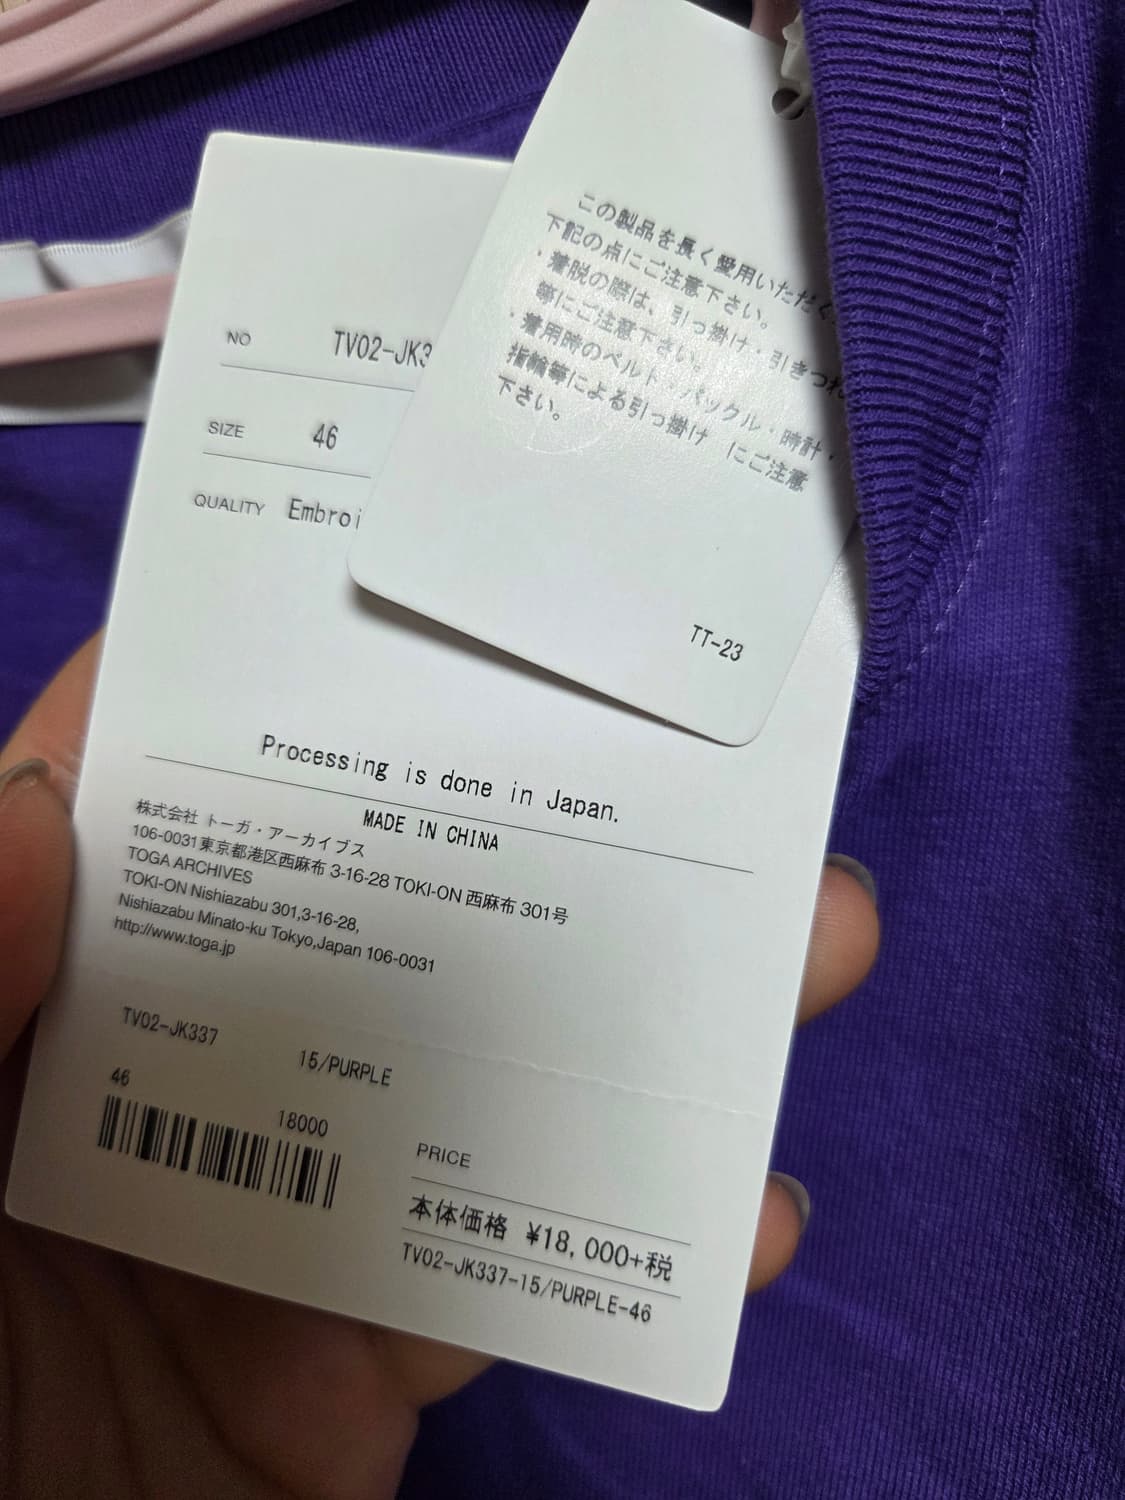 この製品を長く愛用いただく
下記の点にご注意下さい。
・着脱の際は、引っ掛け・引きつれ
等にご注意下さい。
・着用時のベルト・バックル・時計・
指輪等による引っ掛け にご注意
下さい。
TT-23
NO TV02-JK3
SIZE 46
QUALITY Embroi
Processing is done in Japan.
MADE IN CHINA
株式会社 トーガ・アーカイブス
106-0031東京都港区西麻布 3-16-28 TOKI-ON 西麻布 301号
TOGA ARCHIVES
TOKI-ON Nishiazabu 301,3-16-28,
Nishiazabu Minato-ku Tokyo,Japan 106-0031
http://www.toga.jp
TV02-JK337
15/PURPLE
46
18000
PRICE
本体価格 ¥18,000+税
TV02-JK337-15/PURPLE-46